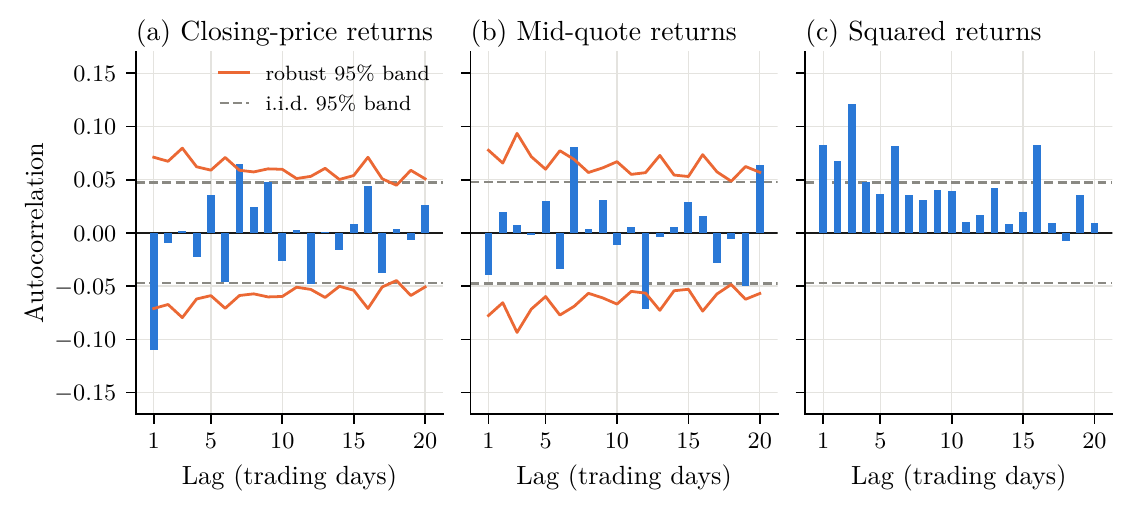 (a) Closing-price returns
(b) Mid-quote returns
(c) Squared returns
robust 95% band
i.i.d. 95% band
Autocorrelation
0.15
0.10
0.05
0.00
−0.05
−0.10
−0.15
1 5 10 15 20
1 5 10 15 20
1 5 10 15 20
Lag (trading days)
Lag (trading days)
Lag (trading days)